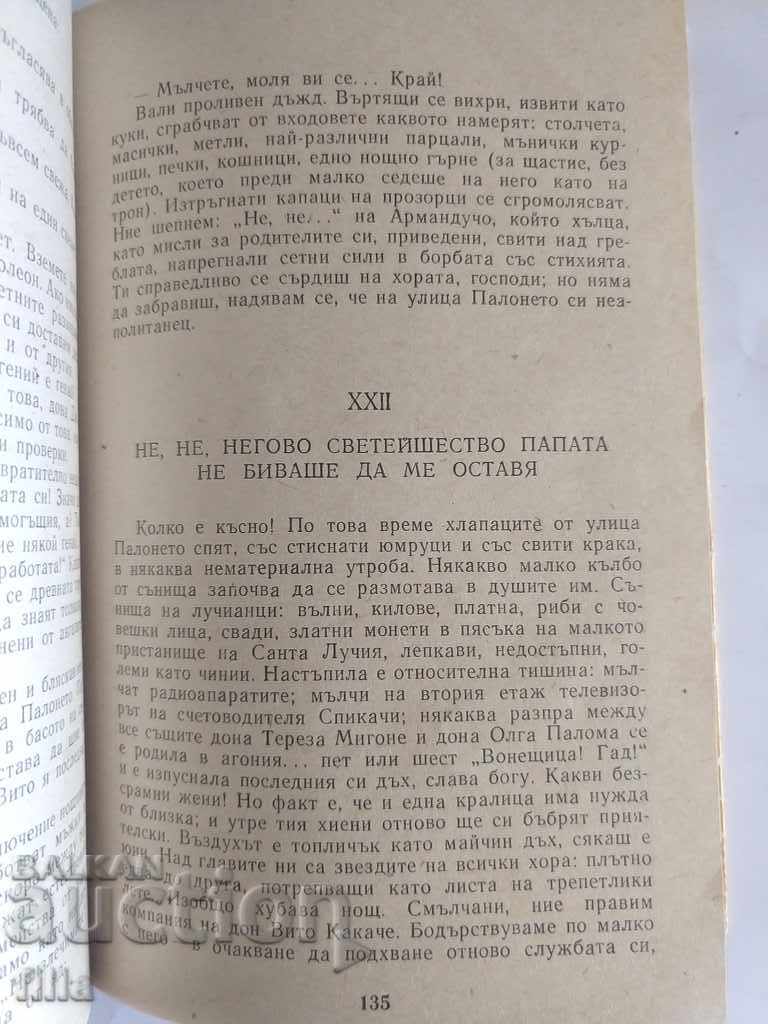 — Мълчете, моля ви се... Край!
Вали проливен дъжд. Въртящи се вихри, извити като
куки, сграбчват от входовете каквото намерят: столчета,
масички, метли, най-различни парцали, мънички кур-
ници, печки, кошници, едно нощно гърне (за щастие, без
детето, което преди малко седеше на него като на
трон). Изтръгнати капаци на прозорци се сгромолясват.
Ние шепнем: „Не, не...“ на Армандучо, който хълца,
като мисли за родителите си, приведени, свити над гре-
блата, напрегнали сетни сили в борбата със стихията.
Ти справедливо се сърдиш на хората, господи; но няма
да забравиш, надявам се, че на улица Палонето си неа-
политанец.
XXII
НЕ, НЕ, НЕГОВО СВЕТЕЙШЕСТВО ПАПАТА
НЕ БИВАШЕ ДА МЕ ОСТАВЯ
Колко е късно! По това време хлапаците от улица
Палонето спят, със стиснати юмруци и със свити крака,
в някаква нематериална утроба. Някакво малко кълбо
от сънища започва да се размотава в душите им. Съ-
нища на лучианци: вълни, килове, платна, риби с чо-
вешки лица, свади, златни монети в пясъка на малкото
пристанище на Санта Лучия, лепкави, недостъпни, го-
леми като чинии. Настъпила е относителна тишина: мъл-
чат радиоапаратите; мълчи на втория етаж телевизо-
рът на счетоводителя Спикачи; някаква разпра между
все същите дона Тереза Мигоне и дона Олга Палома се
е родила в агония... пет или шест „Вонещица! Гад!“
и е изпуснала последния си дъх, слава богу. Какви без-
срамни жени! Но факт е, че и една кралица има нужда
от близка; и утре тия хиени отново ще си бъбрят прия-
телски. Въздухът е топличък като майчин дъх, сякаш е
юни. Над главите ни са звездите на всички хора: плътно
до друга, потрепващи като листа на трепетлики
лете. Изобщо хубава нощ. Смълчани, ние правим
компания на дон Вито Какаче. Бодърствуваме по малко
с него в очакване да подхване отново службата си,
135